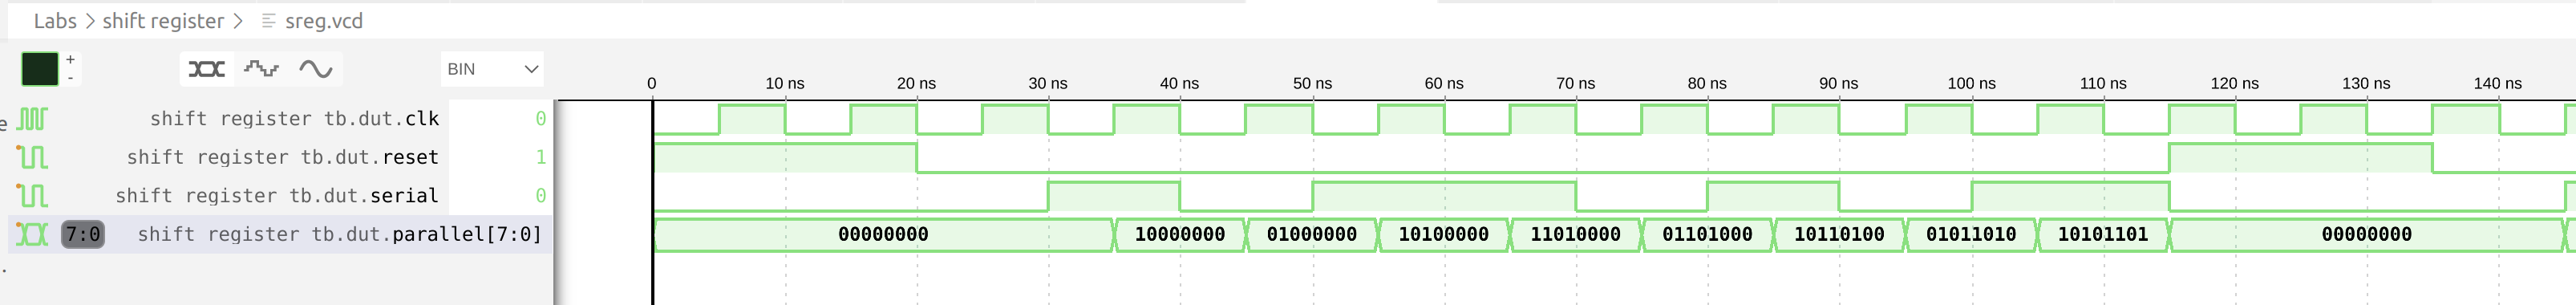 Labs > shift register > sreg.vcd
+
-
BIN
0 10 ns 20 ns 30 ns 40 ns 50 ns 60 ns 70 ns 80 ns 90 ns 100 ns 110 ns 120 ns 130 ns 140 ns
e shift register tb.dut.clk 0
shift register tb.dut.reset 1
shift register tb.dut.serial 0
7:0 shift register tb.dut.parallel[7:0] 00000000 10000000 01000000 10100000 11010000 01101000 10110100 01011010 10101101 00000000